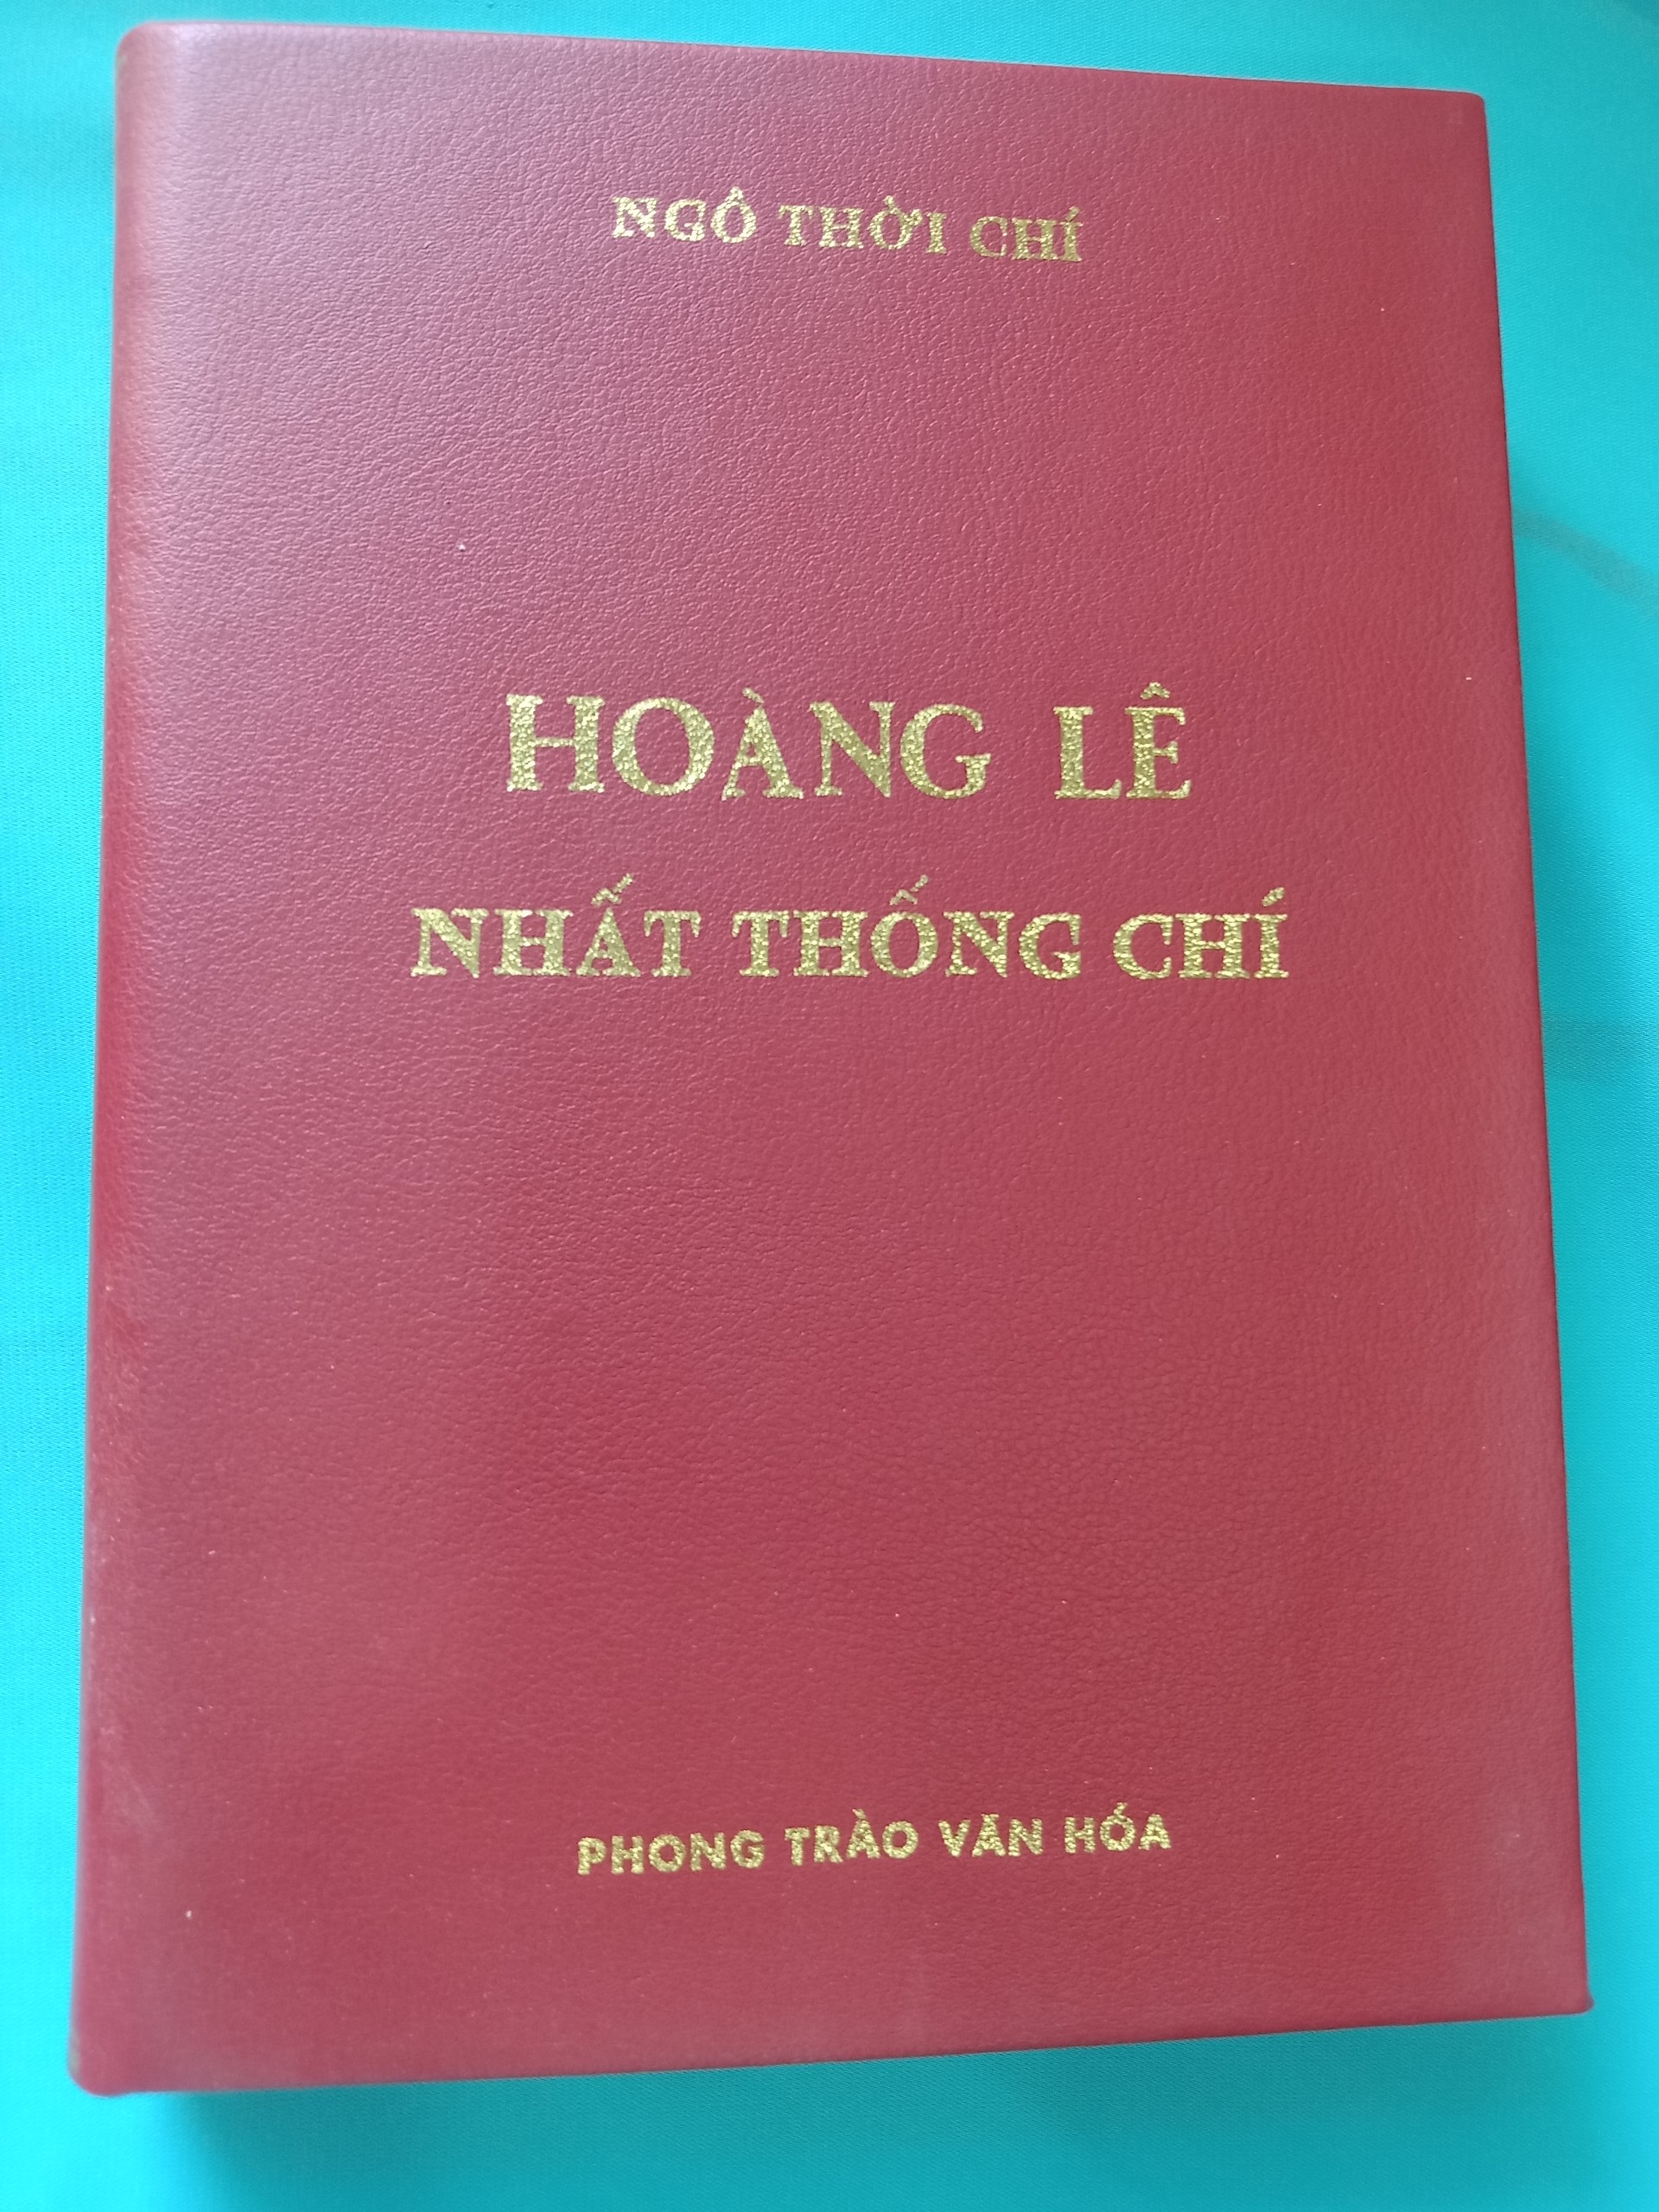 NGÔ THỜI CHÍ
HOÀNG LÊ
NHẤT THỐNG CHÍ
PHONG TRÀO VĂN HÓA